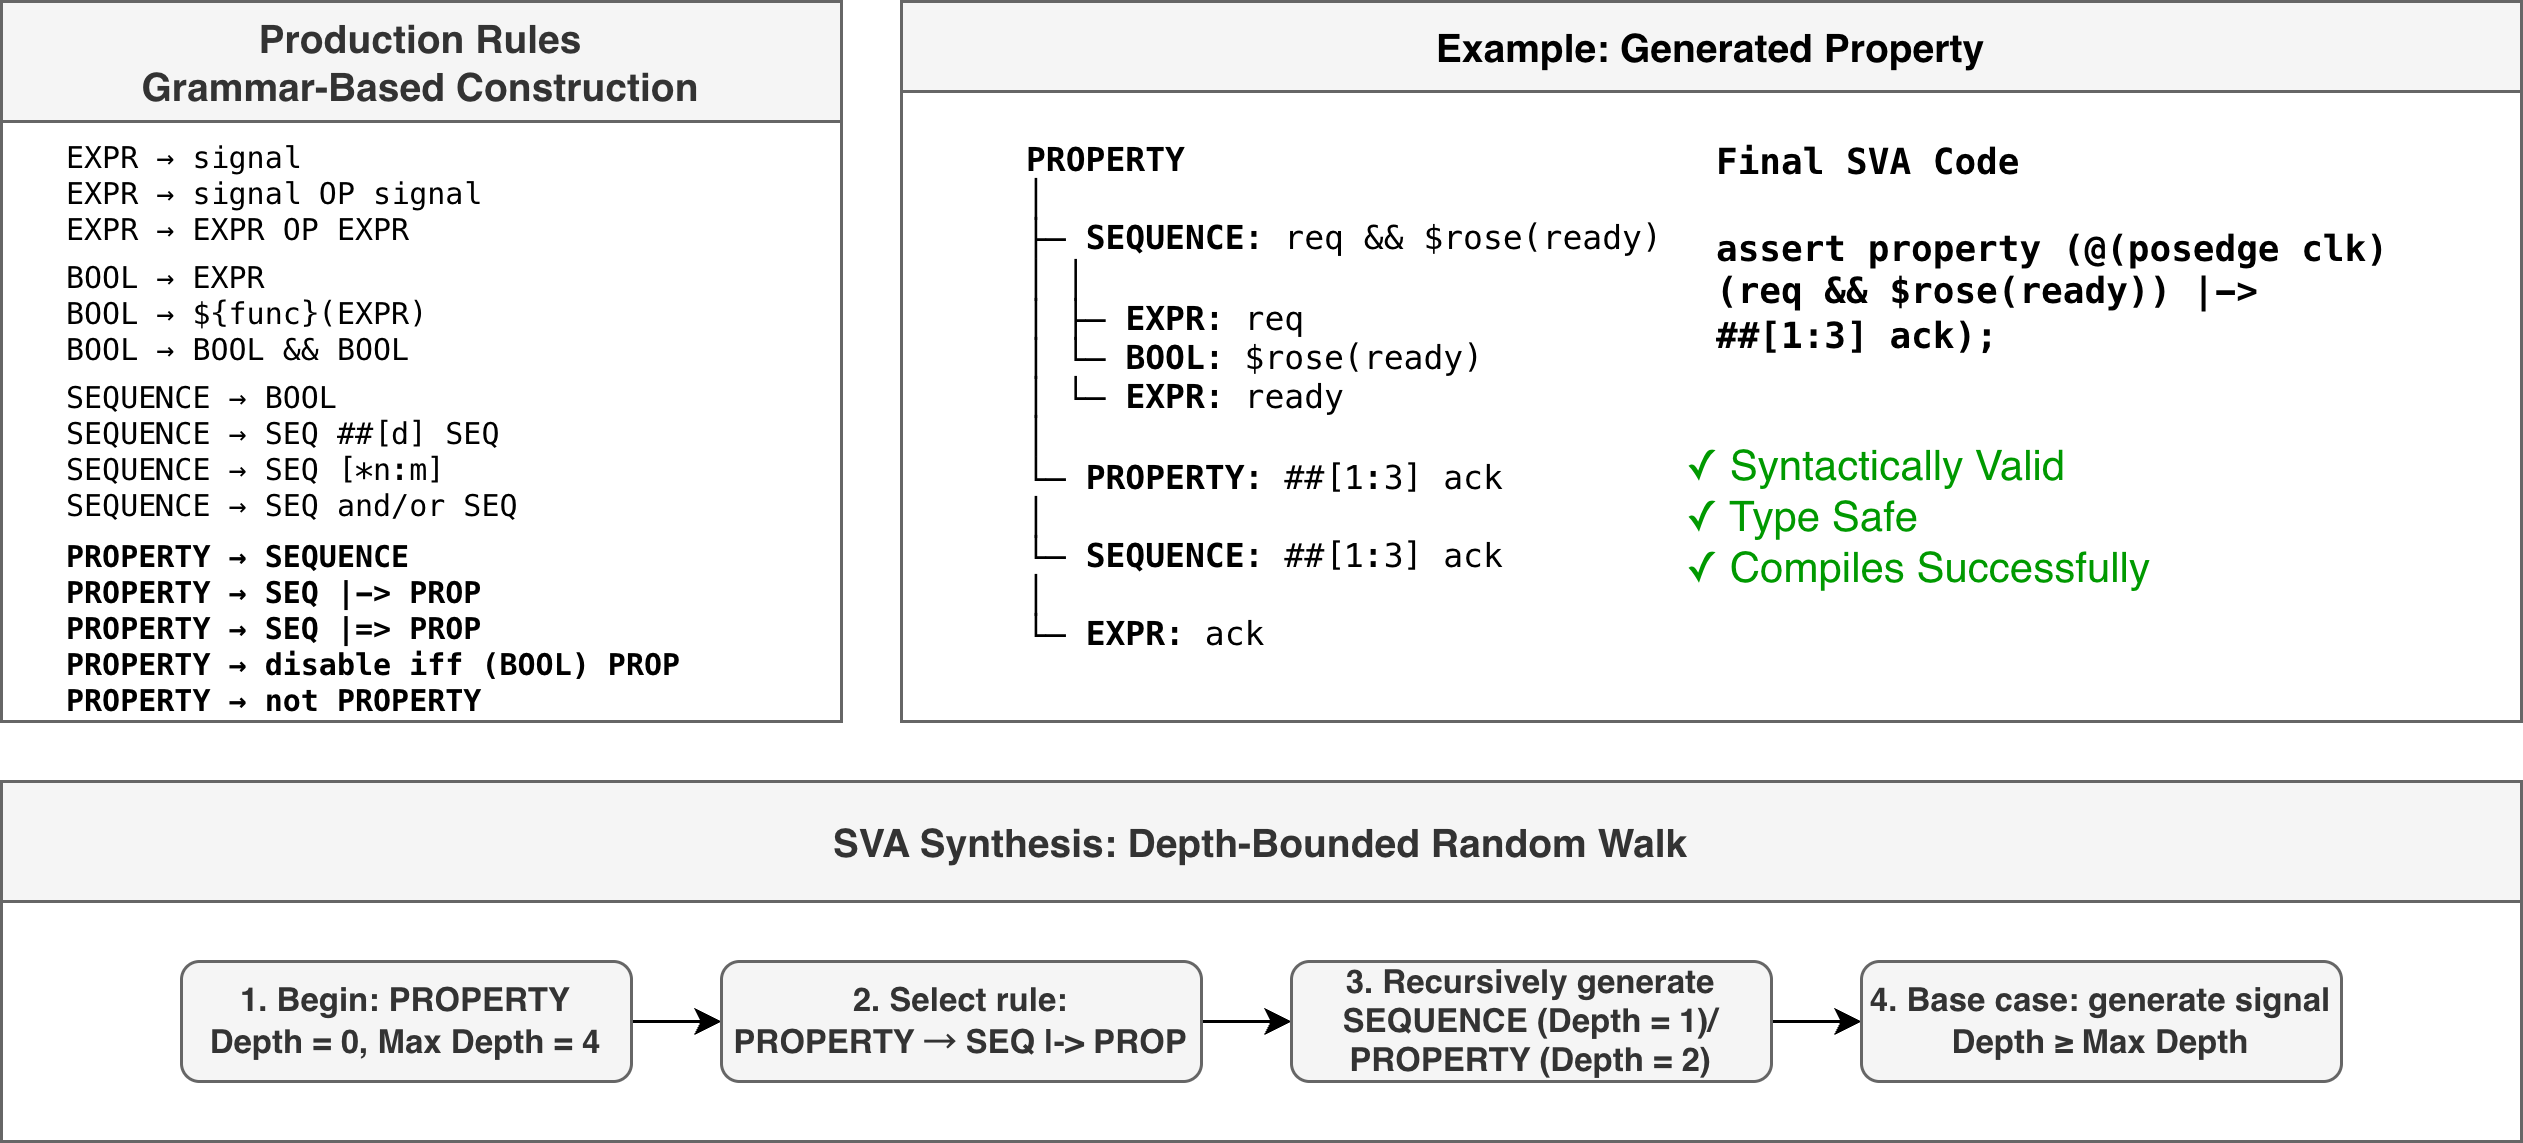 Production Rules
Grammar-Based Construction
EXPR → signal
EXPR → signal OP signal
EXPR → EXPR OP EXPR
BOOL → EXPR
BOOL → ${func}(EXPR)
BOOL → BOOL && BOOL
SEQUENCE → BOOL
SEQUENCE → SEQ ##[d] SEQ
SEQUENCE → SEQ [*n:m]
SEQUENCE → SEQ and/or SEQ
PROPERTY → SEQUENCE
PROPERTY → SEQ |-> PROP
PROPERTY → SEQ |=> PROP
PROPERTY → disable iff (BOOL) PROP
PROPERTY → not PROPERTY
Example: Generated Property
PROPERTY
SEQUENCE: req && $rose(ready)
EXPR: req
BOOL: $rose(ready)
EXPR: ready
PROPERTY: ##[1:3] ack
SEQUENCE: ##[1:3] ack
EXPR: ack
Final SVA Code
assert property (@(posedge clk)
(req && $rose(ready)) |->
##[1:3] ack);
✓ Syntactically Valid
✓ Type Safe
✓ Compiles Successfully
SVA Synthesis: Depth-Bounded Random Walk
1. Begin: PROPERTY
Depth = 0, Max Depth = 4
2. Select rule:
PROPERTY → SEQ |-> PROP
3. Recursively generate
SEQUENCE (Depth = 1)/
PROPERTY (Depth = 2)
4. Base case: generate signal
Depth ≥ Max Depth